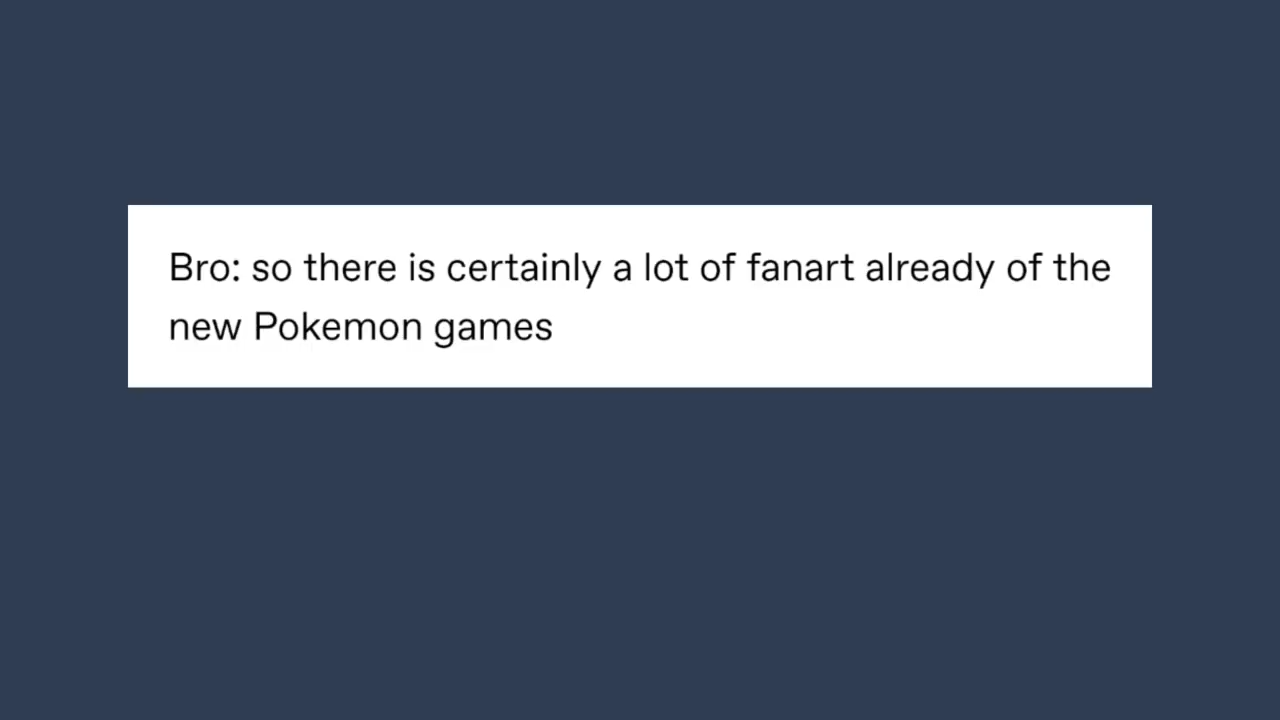 Bro: so there is certainly a lot of fanart already of the
new Pokemon games